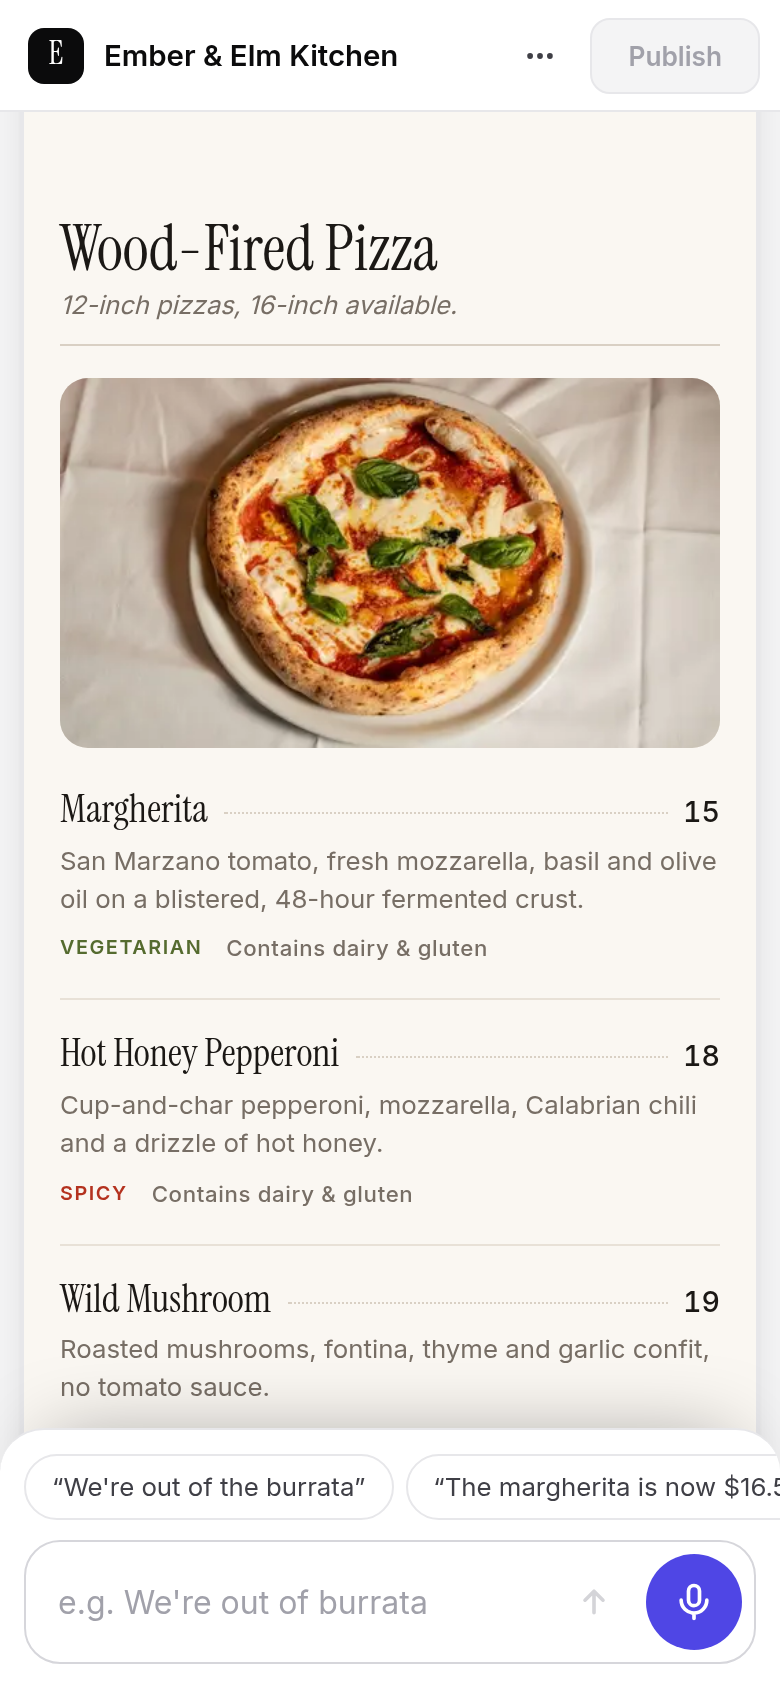 E
Ember & Elm Kitchen
Publish
Wood-Fired Pizza
12-inch pizzas, 16-inch available.
Margherita 15
San Marzano tomato, fresh mozzarella, basil and olive
oil on a blistered, 48-hour fermented crust.
VEGETARIAN Contains dairy & gluten
Hot Honey Pepperoni 18
Cup-and-char pepperoni, mozzarella, Calabrian chili
and a drizzle of hot honey.
SPICY Contains dairy & gluten
Wild Mushroom 19
Roasted mushrooms, fontina, thyme and garlic confit,
no tomato sauce.
“We're out of the burrata” “The margherita is now $16.5
e.g. We're out of burrata